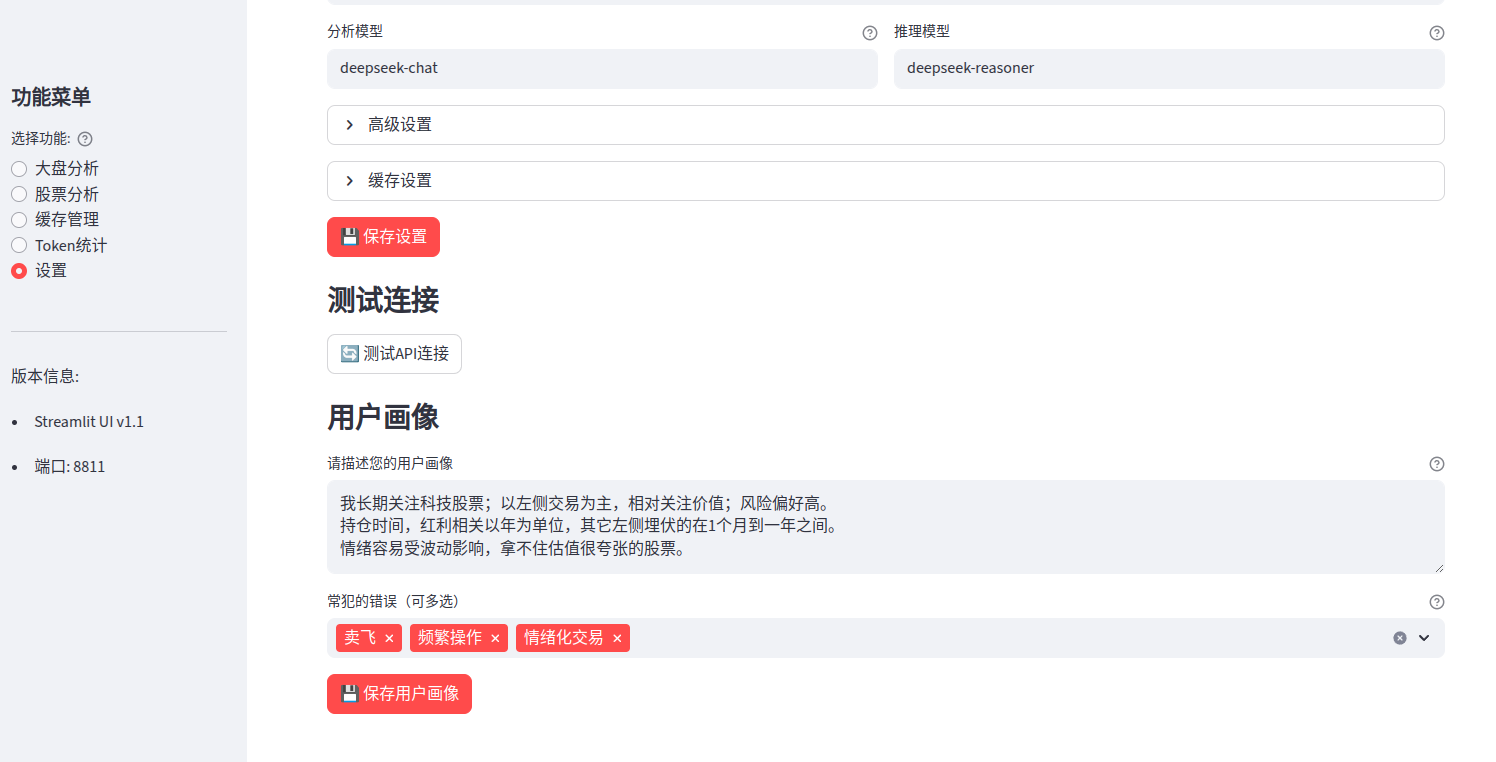 功能菜单
选择功能:
大盘分析
股票分析
缓存管理
Token统计
设置
版本信息:
Streamlit UI v1.1
端口: 8811
分析模型
推理模型
deepseek-chat
deepseek-reasoner
高级设置
缓存设置
保存设置
测试连接
测试API连接
用户画像
请描述您的用户画像
我长期关注科技股票；以左侧交易为主，相对关注价值；风险偏好高。
持仓时间，红利相关以年为单位，其它左侧埋伏的在1个月到一年之间。
情绪容易受波动影响，拿不住估值很夸张的股票。
常犯的错误（可多选）
卖飞
频繁操作
情绪化交易
保存用户画像